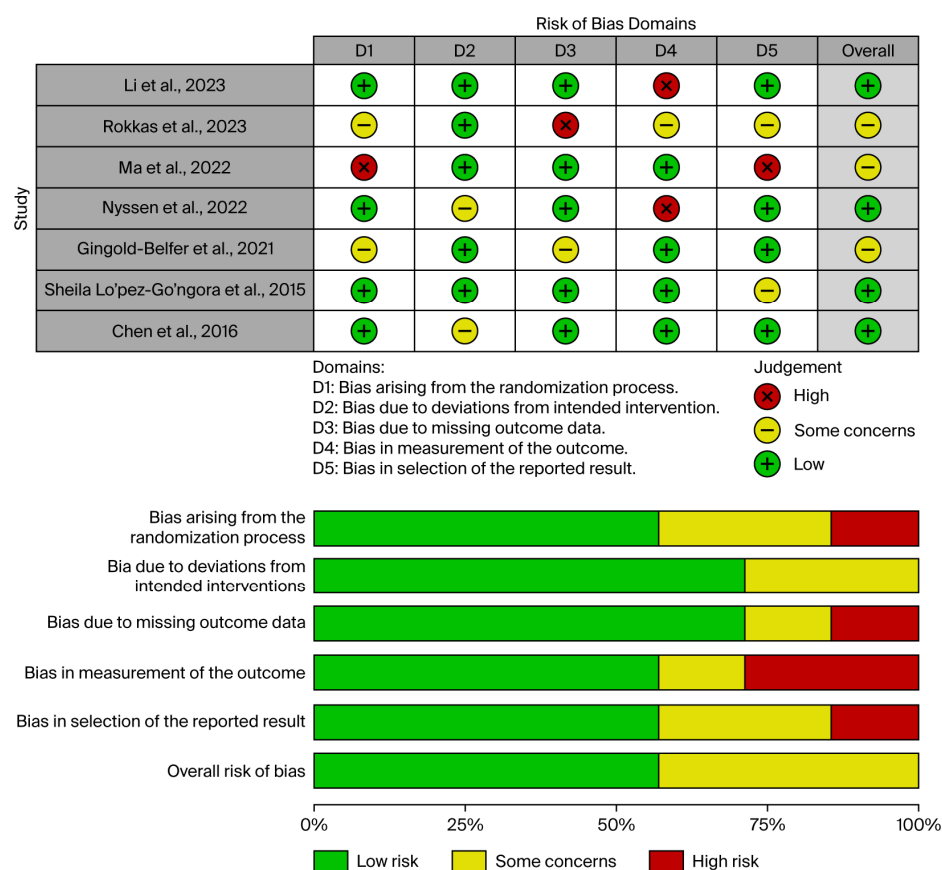 Risk of Bias Domains
D1 D2 D3 D4 D5 Overall
Study
Li et al., 2023
Rokkas et al., 2023
Ma et al., 2022
Nyssen et al., 2022
Gingold-Belfer et al., 2021
Sheila Lo'pez-Go'ngora et al., 2015
Chen et al., 2016
Domains:
D1: Bias arising from the randomization process.
D2: Bias due to deviations from intended intervention.
D3: Bias due to missing outcome data.
D4: Bias in measurement of the outcome.
D5: Bias in selection of the reported result.
Judgement
High
Some concerns
Low
Bias arising from the
randomization process
Bia due to deviations from
intended interventions
Bias due to missing outcome data
Bias in measurement of the outcome
Bias in selection of the reported result
Overall risk of bias
0% 25% 50% 75% 100%
Low risk Some concerns High risk